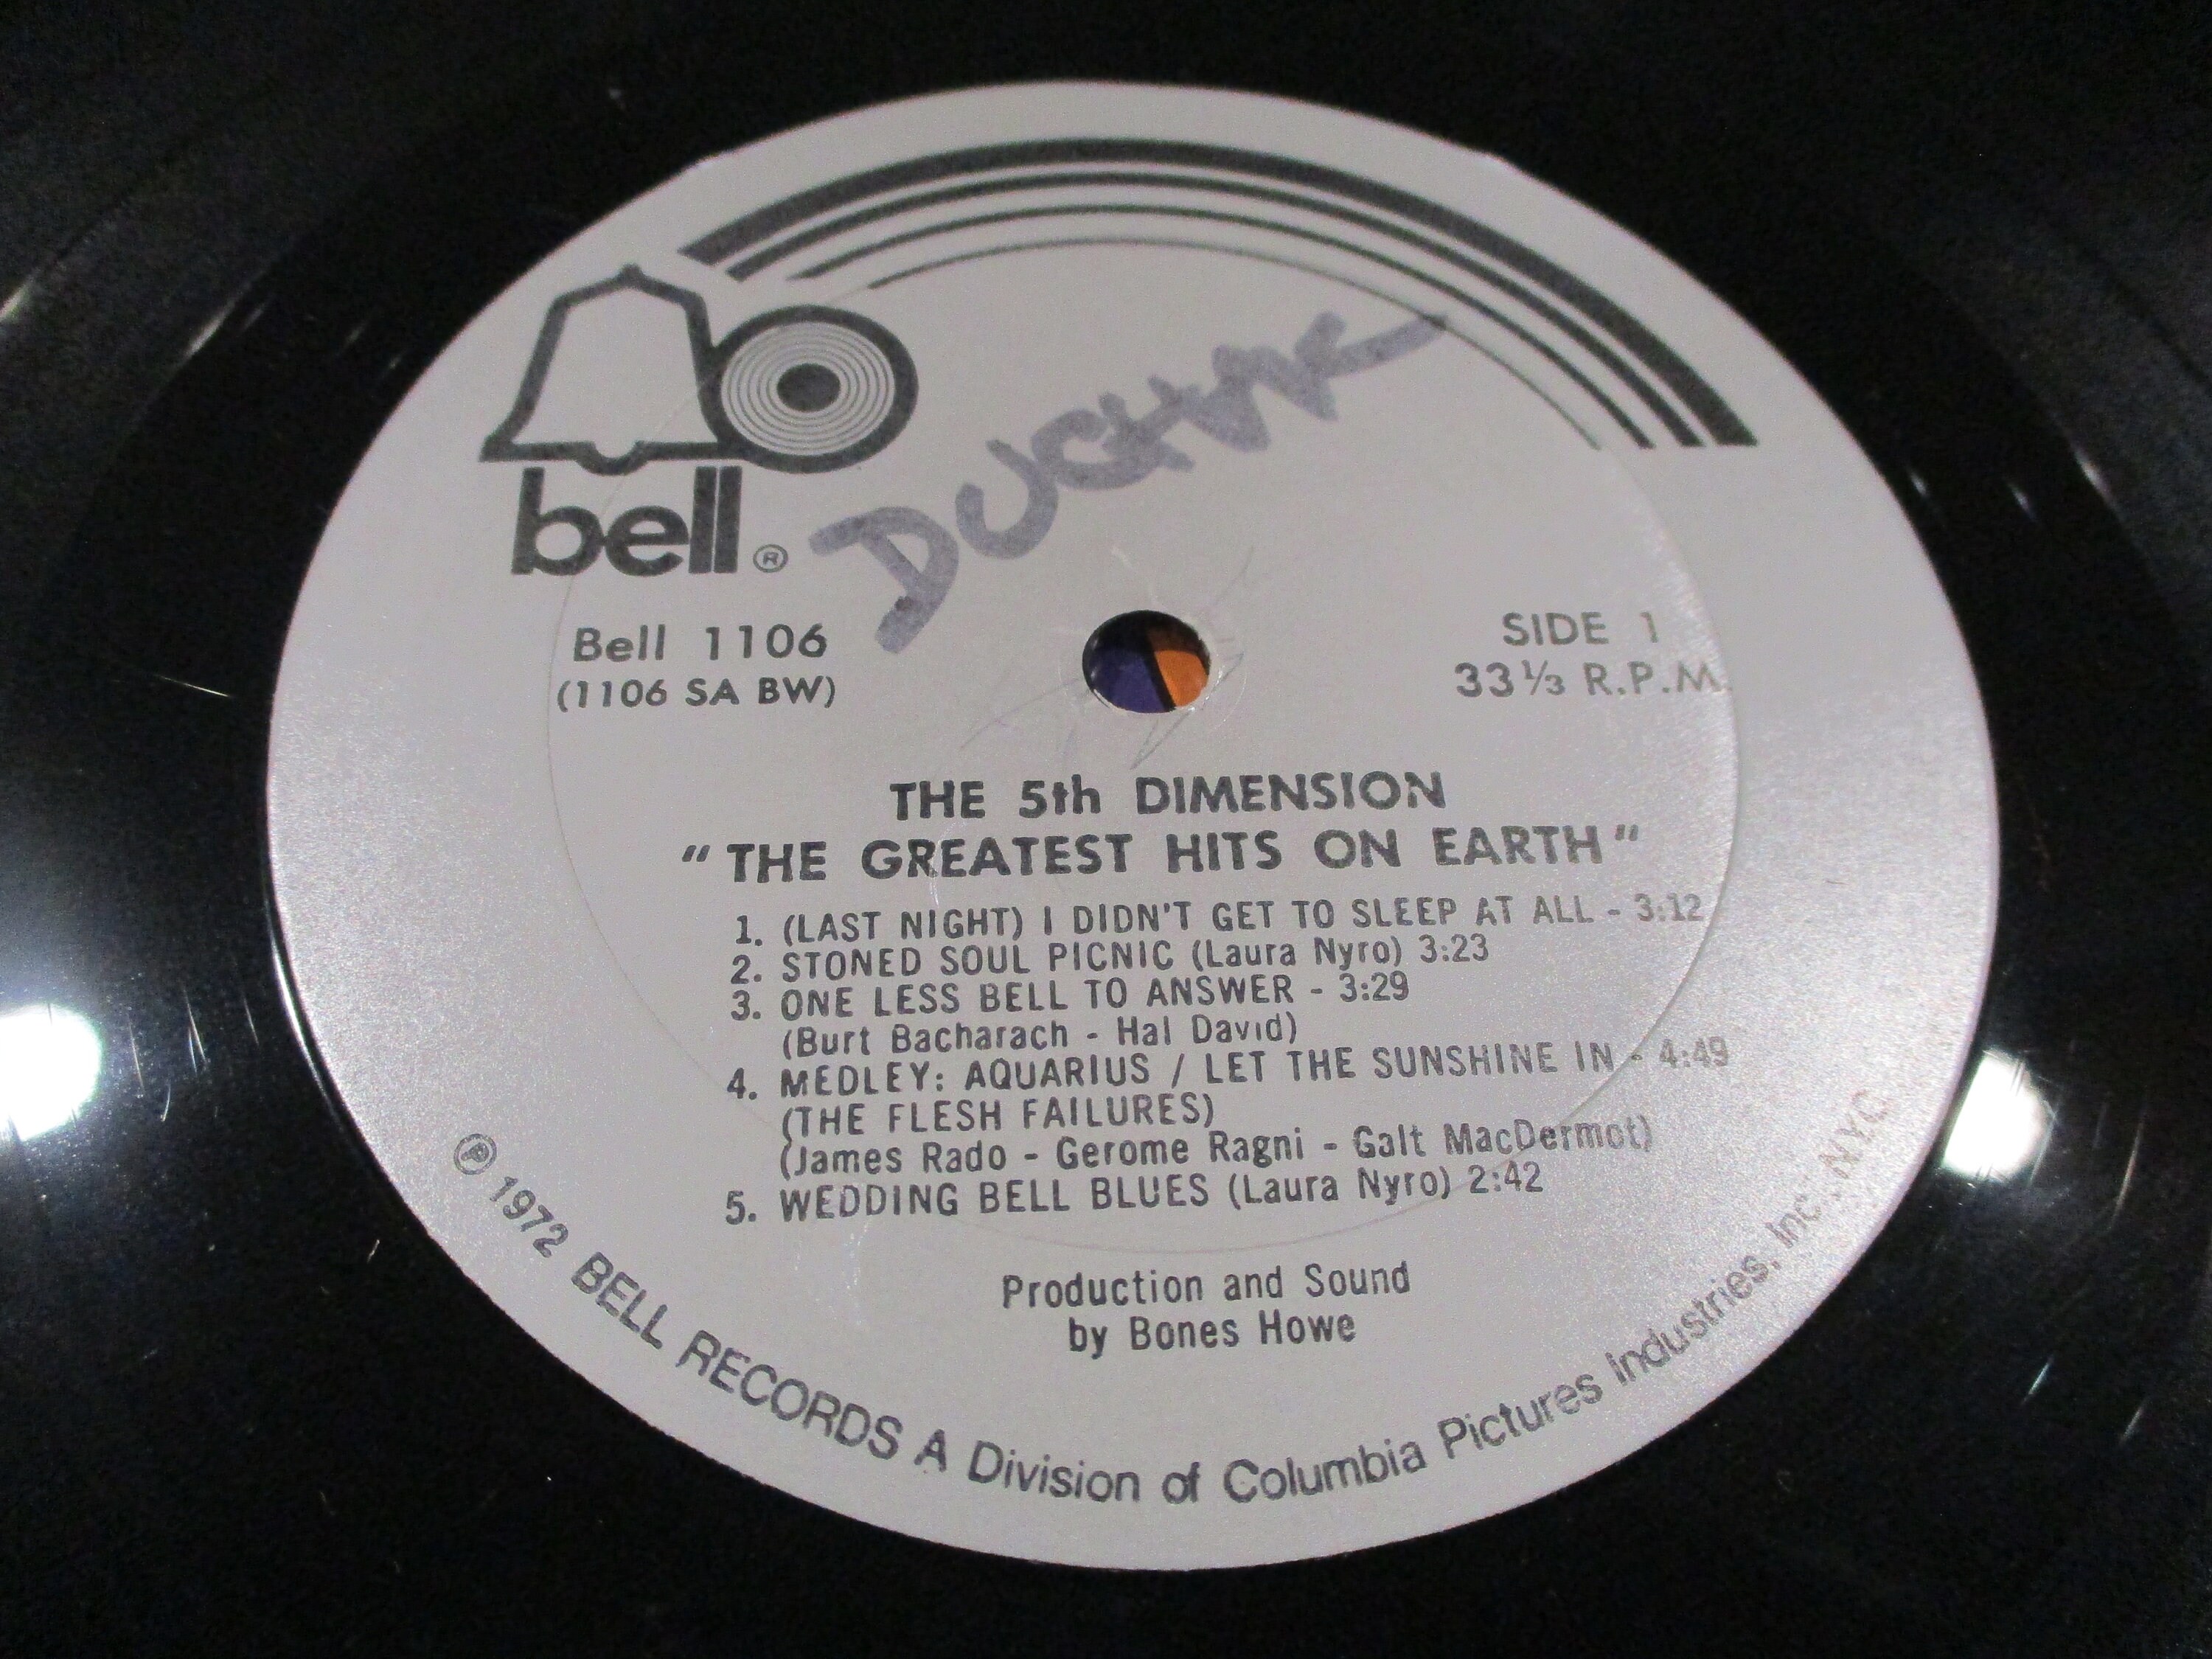 bell®
Bell 1106
(1106 SA BW)
SIDE 1
33⅓ R.P.M.
THE 5th DIMENSION
"THE GREATEST HITS ON EARTH"
1. (LAST NIGHT) I DIDN'T GET TO SLEEP AT ALL - 3:12
2. STONED SOUL PICNIC (Laura Nyro) 3:23
3. ONE LESS BELL TO ANSWER - 3:29
(Burt Bacharach - Hal David)
4. MEDLEY: AQUARIUS / LET THE SUNSHINE IN - 4:49
(THE FLESH FAILURES)
(James Rado - Gerome Ragni - Galt MacDermot)
5. WEDDING BELL BLUES (Laura Nyro) 2:42
Production and Sound
by Bones Howe
℗ 1972 BELL RECORDS A Division of Columbia Pictures Industries, Inc., NYC